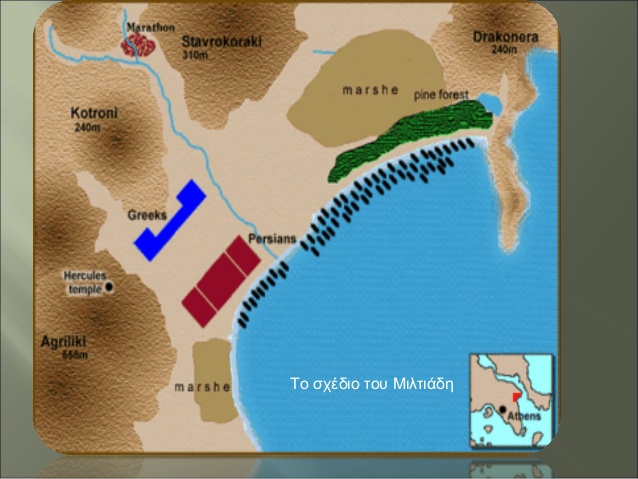 Marathon
Stavrokoraki
310m
Drakonera
240m
marshe
pine forest
Kotroni
240m
Greeks
Persians
Hercules
temple
Agriliki
558m
marshe
Το σχέδιο του Μιλτιάδη
Athens